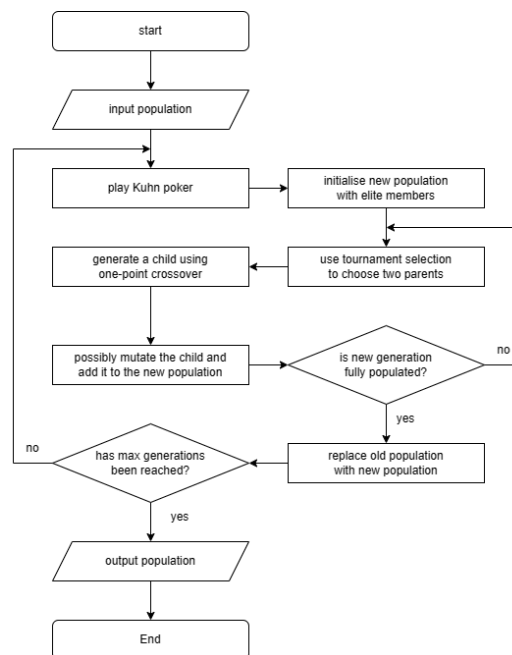 start
input population
play Kuhn poker
initialise new population
with elite members
generate a child using
one-point crossover
use tournament selection
to choose two parents
possibly mutate the child and
add it to the new population
is new generation
fully populated?
no
yes
no
has max generations
been reached?
replace old population
with new population
yes
output population
End